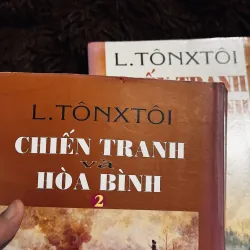 L. TÔNXTÔI
CHIẾN TRANH
và
HÒA BÌNH
2
L. TÔNXTÔI